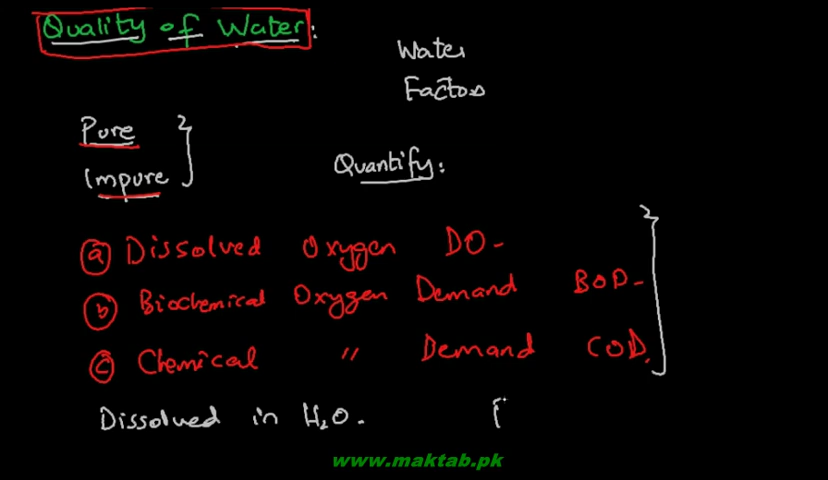 Quality of Water:
Water
Factors
Pure
Impure
Quantify:
(a) Dissolved Oxygen DO-
(b) Biochemical Oxygen Demand BOD-
(c) Chemical " Demand COD.
Dissolved in H₂O. [
www.maktab.pk